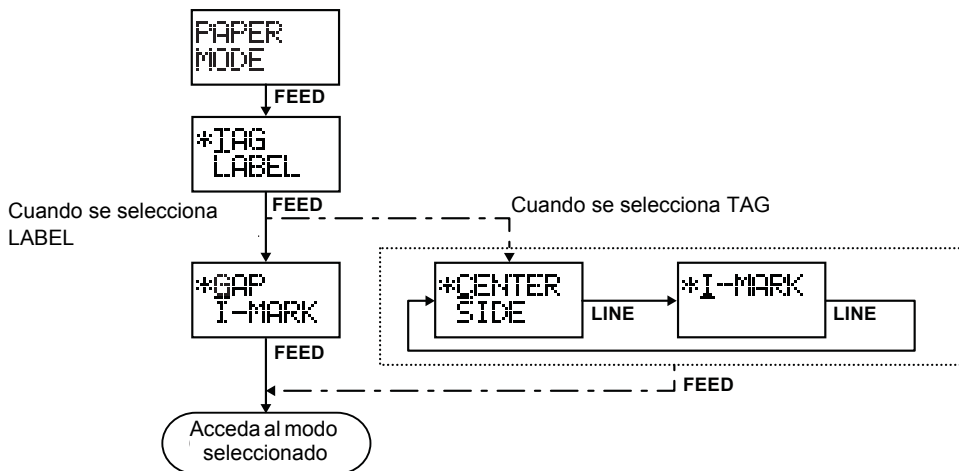 PAPER
MODE
FEED
*TAG
LABEL
FEED
Cuando se selecciona
LABEL
Cuando se selecciona TAG
*GAP
I-MARK
*CENTER
SIDE
LINE
*I-MARK
LINE
FEED
FEED
Acceda al modo
seleccionado